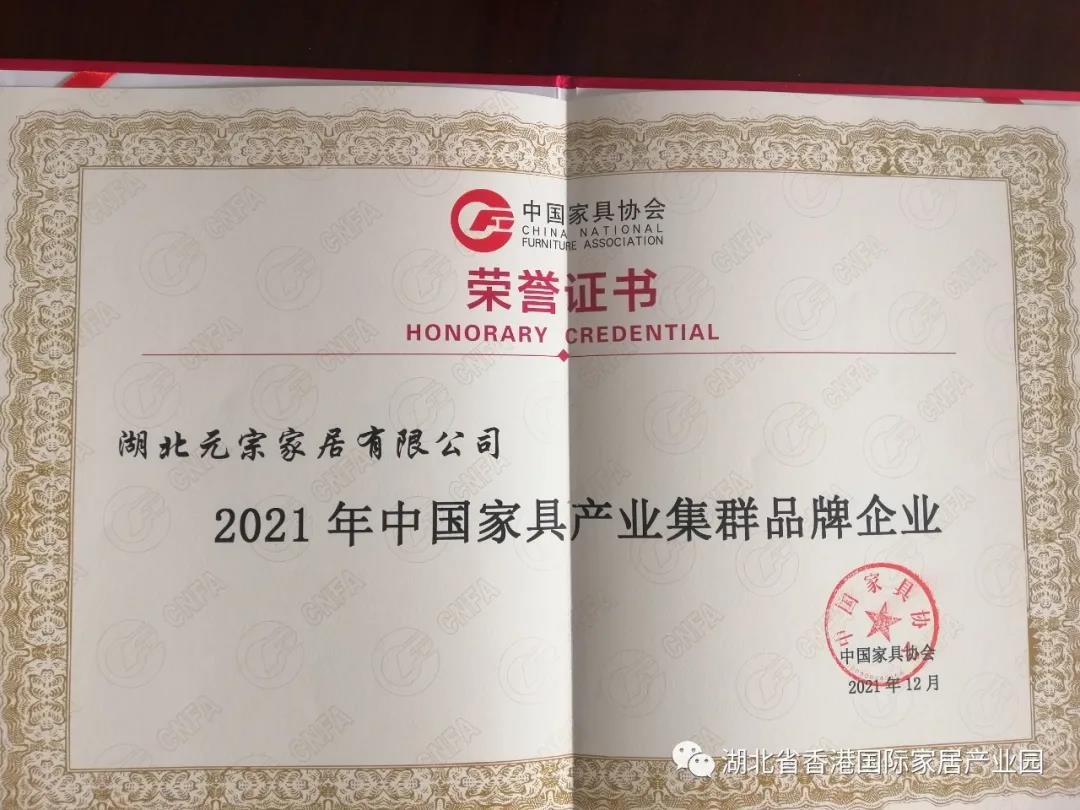 中国家具协会
CHINA NATIONAL
FURNITURE ASSOCIATION
荣誉证书
HONORARY CREDENTIAL
湖北元宗家居有限公司
2021年中国家具产业集群品牌企业
中国家具协会
中国家具协会
2021年12月
湖北省香港国际家居产业园
CNFA